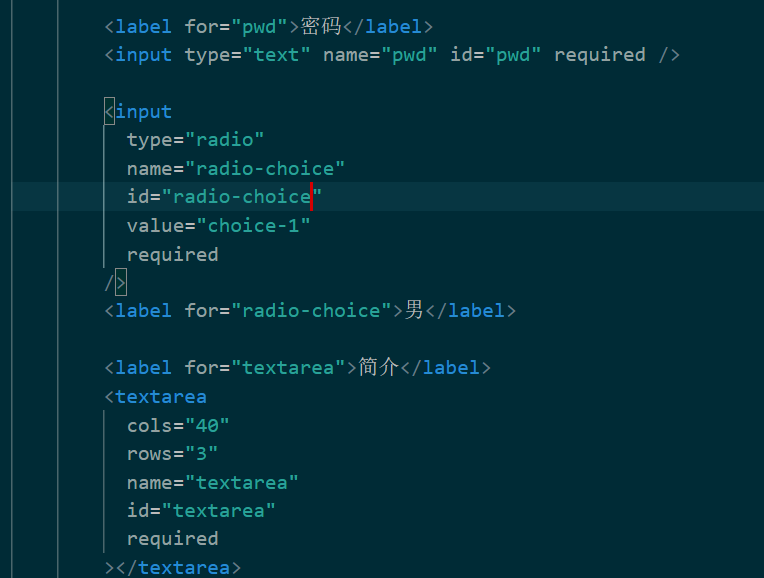 <label for="pwd">密码</label>
<input type="text" name="pwd" id="pwd" required />
<input
type="radio"
name="radio-choice"
id="radio-choice"
value="choice-1"
required
/>
<label for="radio-choice">男</label>
<label for="textarea">简介</label>
<textarea
cols="40"
rows="3"
name="textarea"
id="textarea"
required
></textarea>